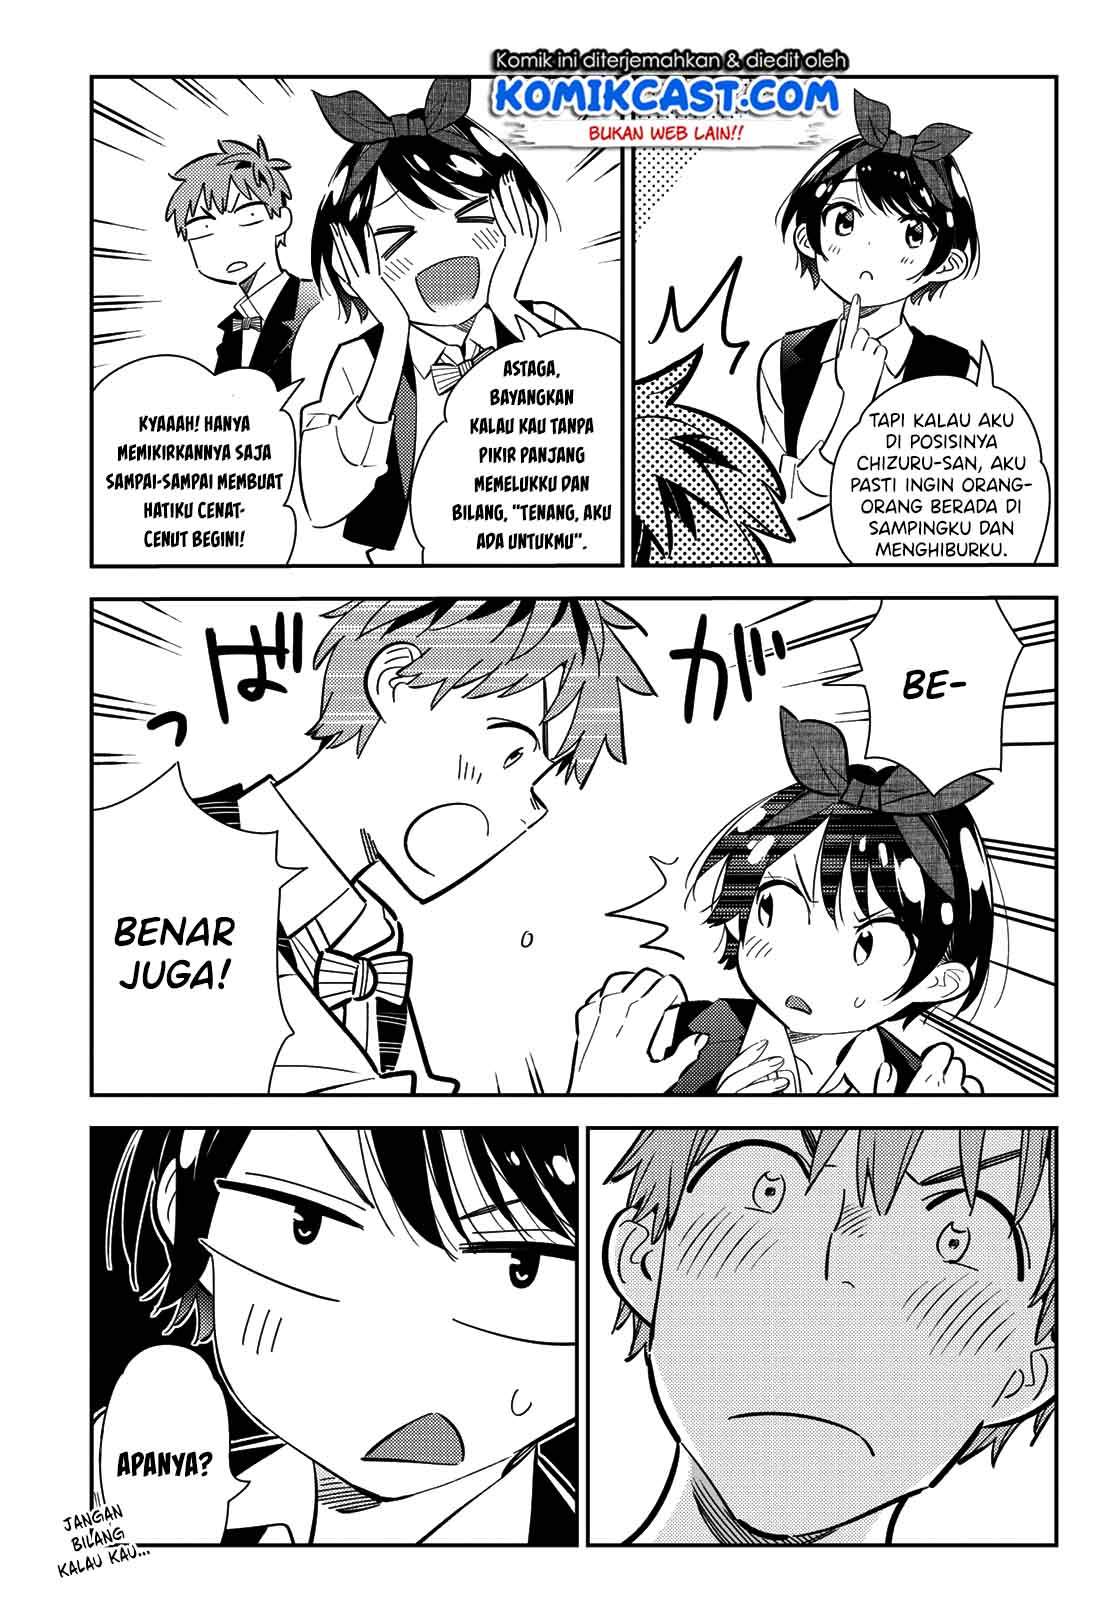 Komik ini diterjemahkan & diedit oleh
KOMIKCAST.COM
BUKAN WEB LAIN!!
TAPI KALAU AKU
DI POSISINYA
CHIZURU-SAN, AKU
PASTI INGIN ORANG-
ORANG BERADA DI
SAMPINGKU DAN
MENGHIBURKU.
ASTAGA,
BAYANGKAN
KALAU KAU TANPA
PIKIR PANJANG
MEMELUKKU DAN
BILANG, "TENANG, AKU
ADA UNTUKMU".
KYAAAH! HANYA
MEMIKIRKANNYA SAJA
SAMPAI-SAMPAI MEMBUAT
HATIKU CENAT-
CENUT BEGINI!
BE-
がばっ
BENAR
JUGA!
APANYA?
JANGAN
BILANG
KALAU KAU...